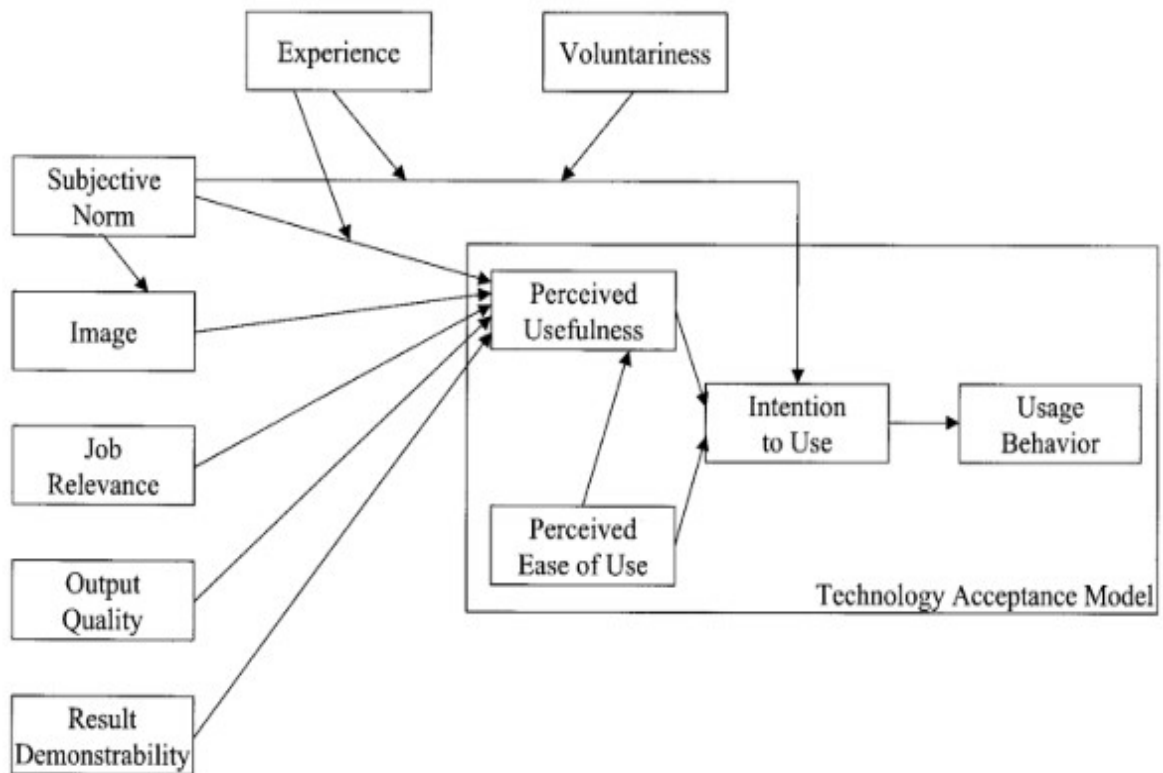 Experience
Voluntariness
Subjective
Norm
Image
Job
Relevance
Output
Quality
Result
Demonstrability
Perceived
Usefulness
Perceived
Ease of Use
Intention
to Use
Usage
Behavior
Technology Acceptance Model